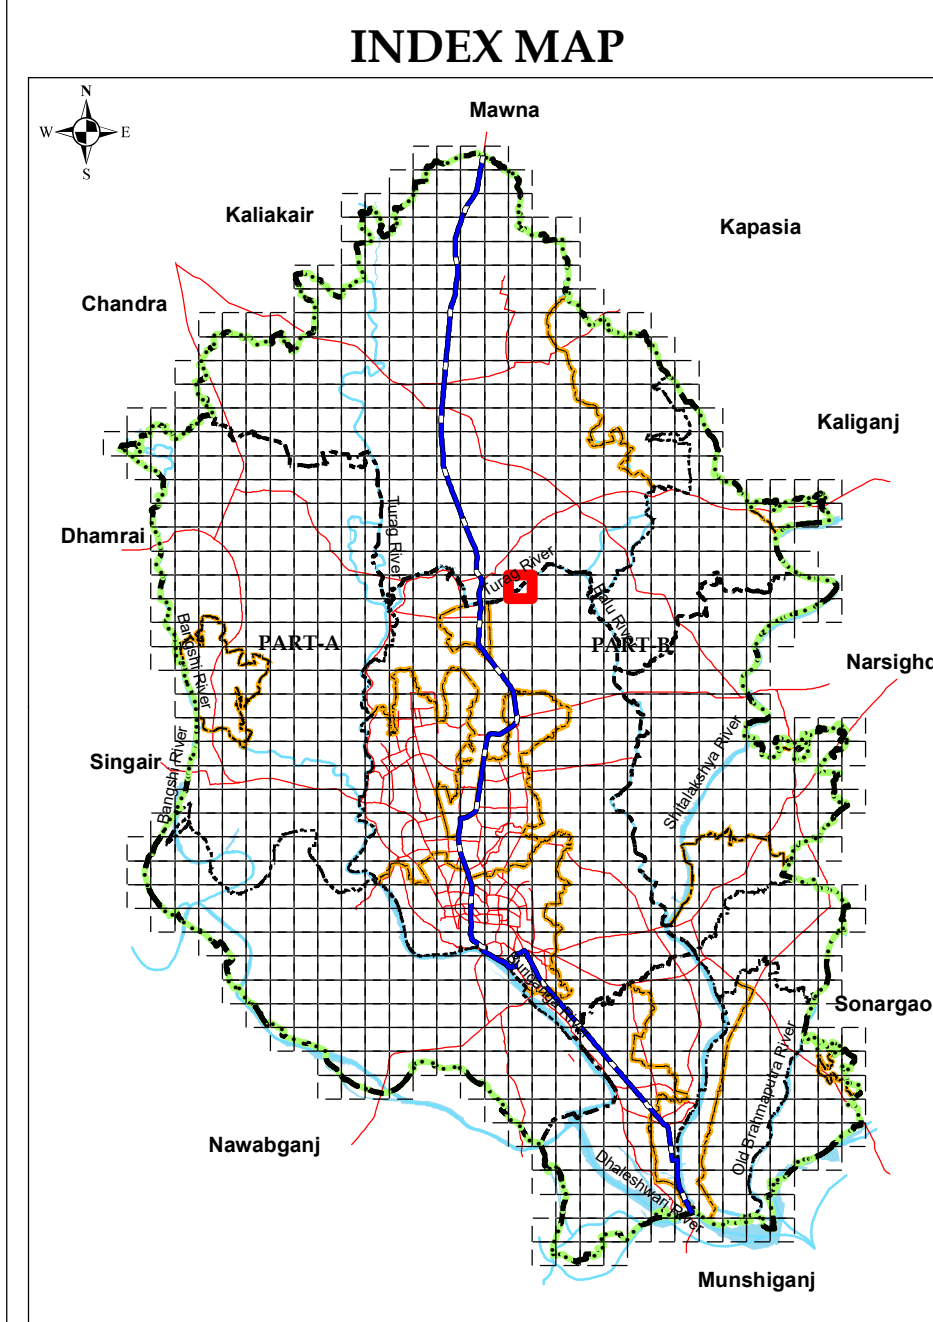 INDEX MAP
N
W E
S
Mawna
Kaliakair
Kapasia
Chandra
Kaliganj
Dhamrai
Turag River
Turag River
Balu River
Bangshi River
PART-A
PART-B
Narsighd
Singair
Bangshi River
Shitalakshya River
Buriganga River
Sonargao
Old Brahmaputra River
Nawabganj
Dhaleshwari River
Munshiganj